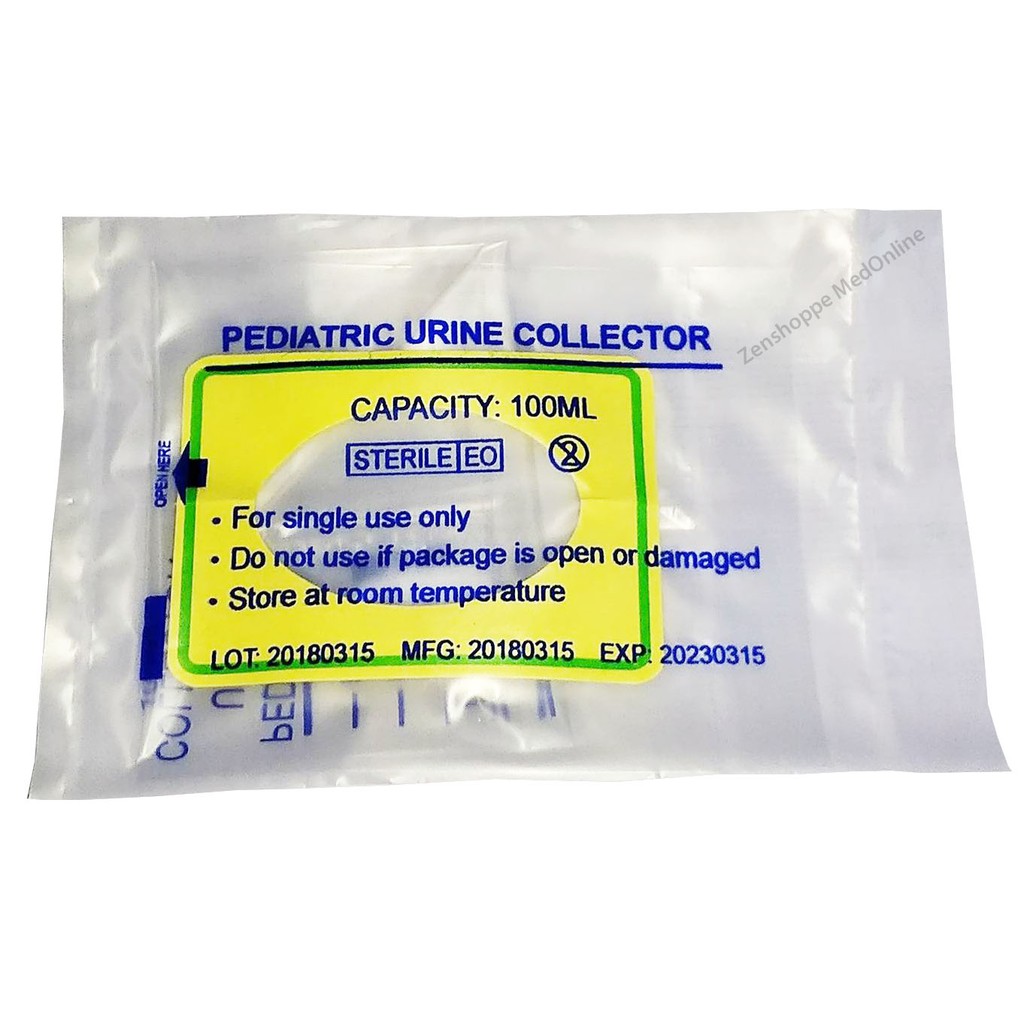 Zenshoppe MedOnline
PEDIATRIC URINE COLLECTOR
CAPACITY: 100ML
STERILE EO
2
OPEN HERE
• For single use only
• Do not use if package is open or damaged
• Store at room temperature
LOT: 20180315 MFG: 20180315 EXP: 20230315